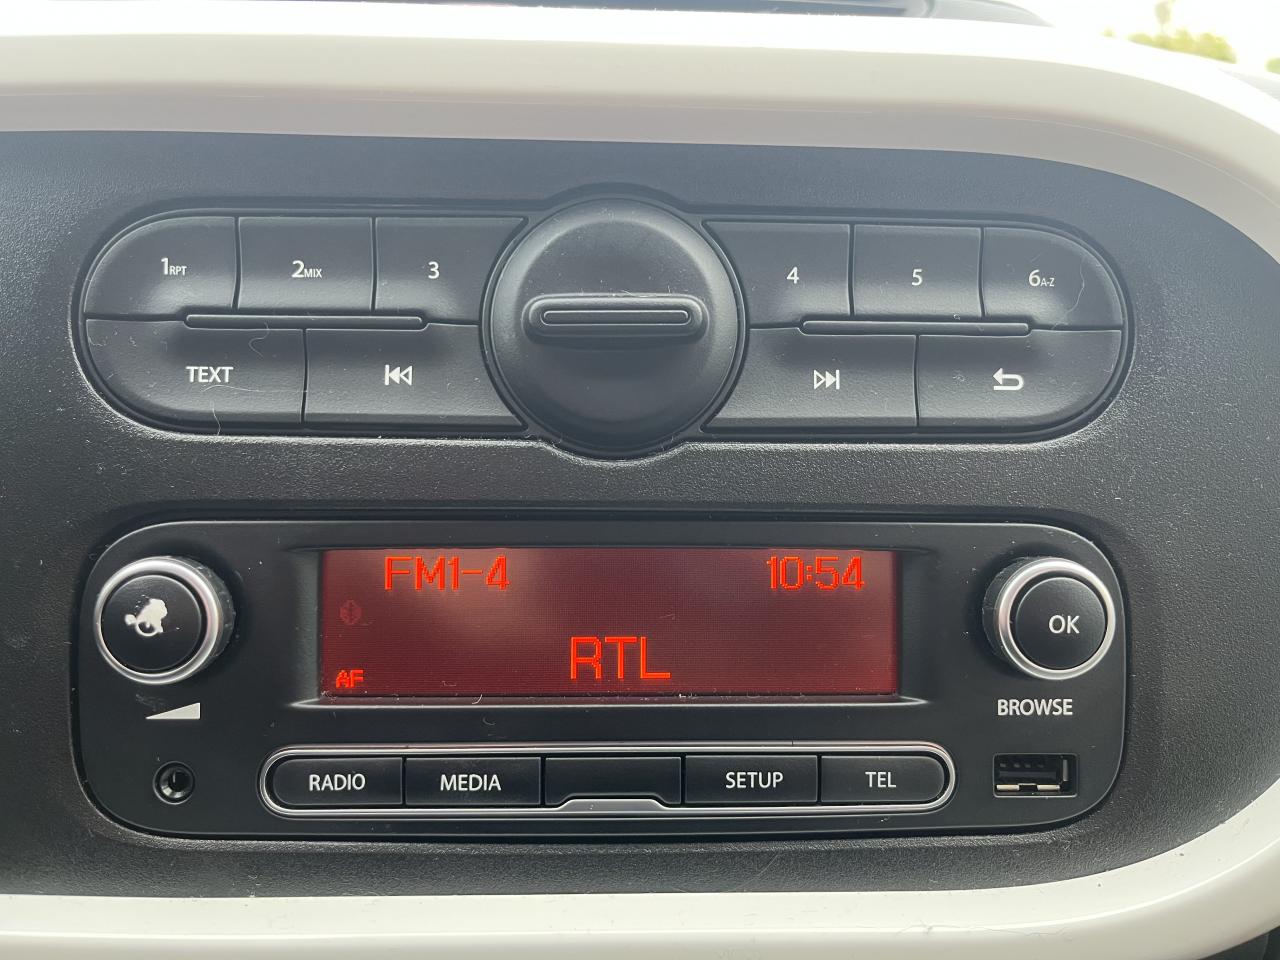 1RPT 2MIX 3 4 5 6A-Z
TEXT
FM1-4 10:54
RTL
AF
OK
BROWSE
RADIO MEDIA SETUP TEL